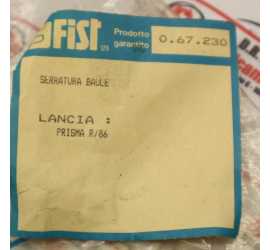 FIST
Prodotto
garantito
0.67.230
SERRATURA BAULE
LANCIA :
PRISMA R/86